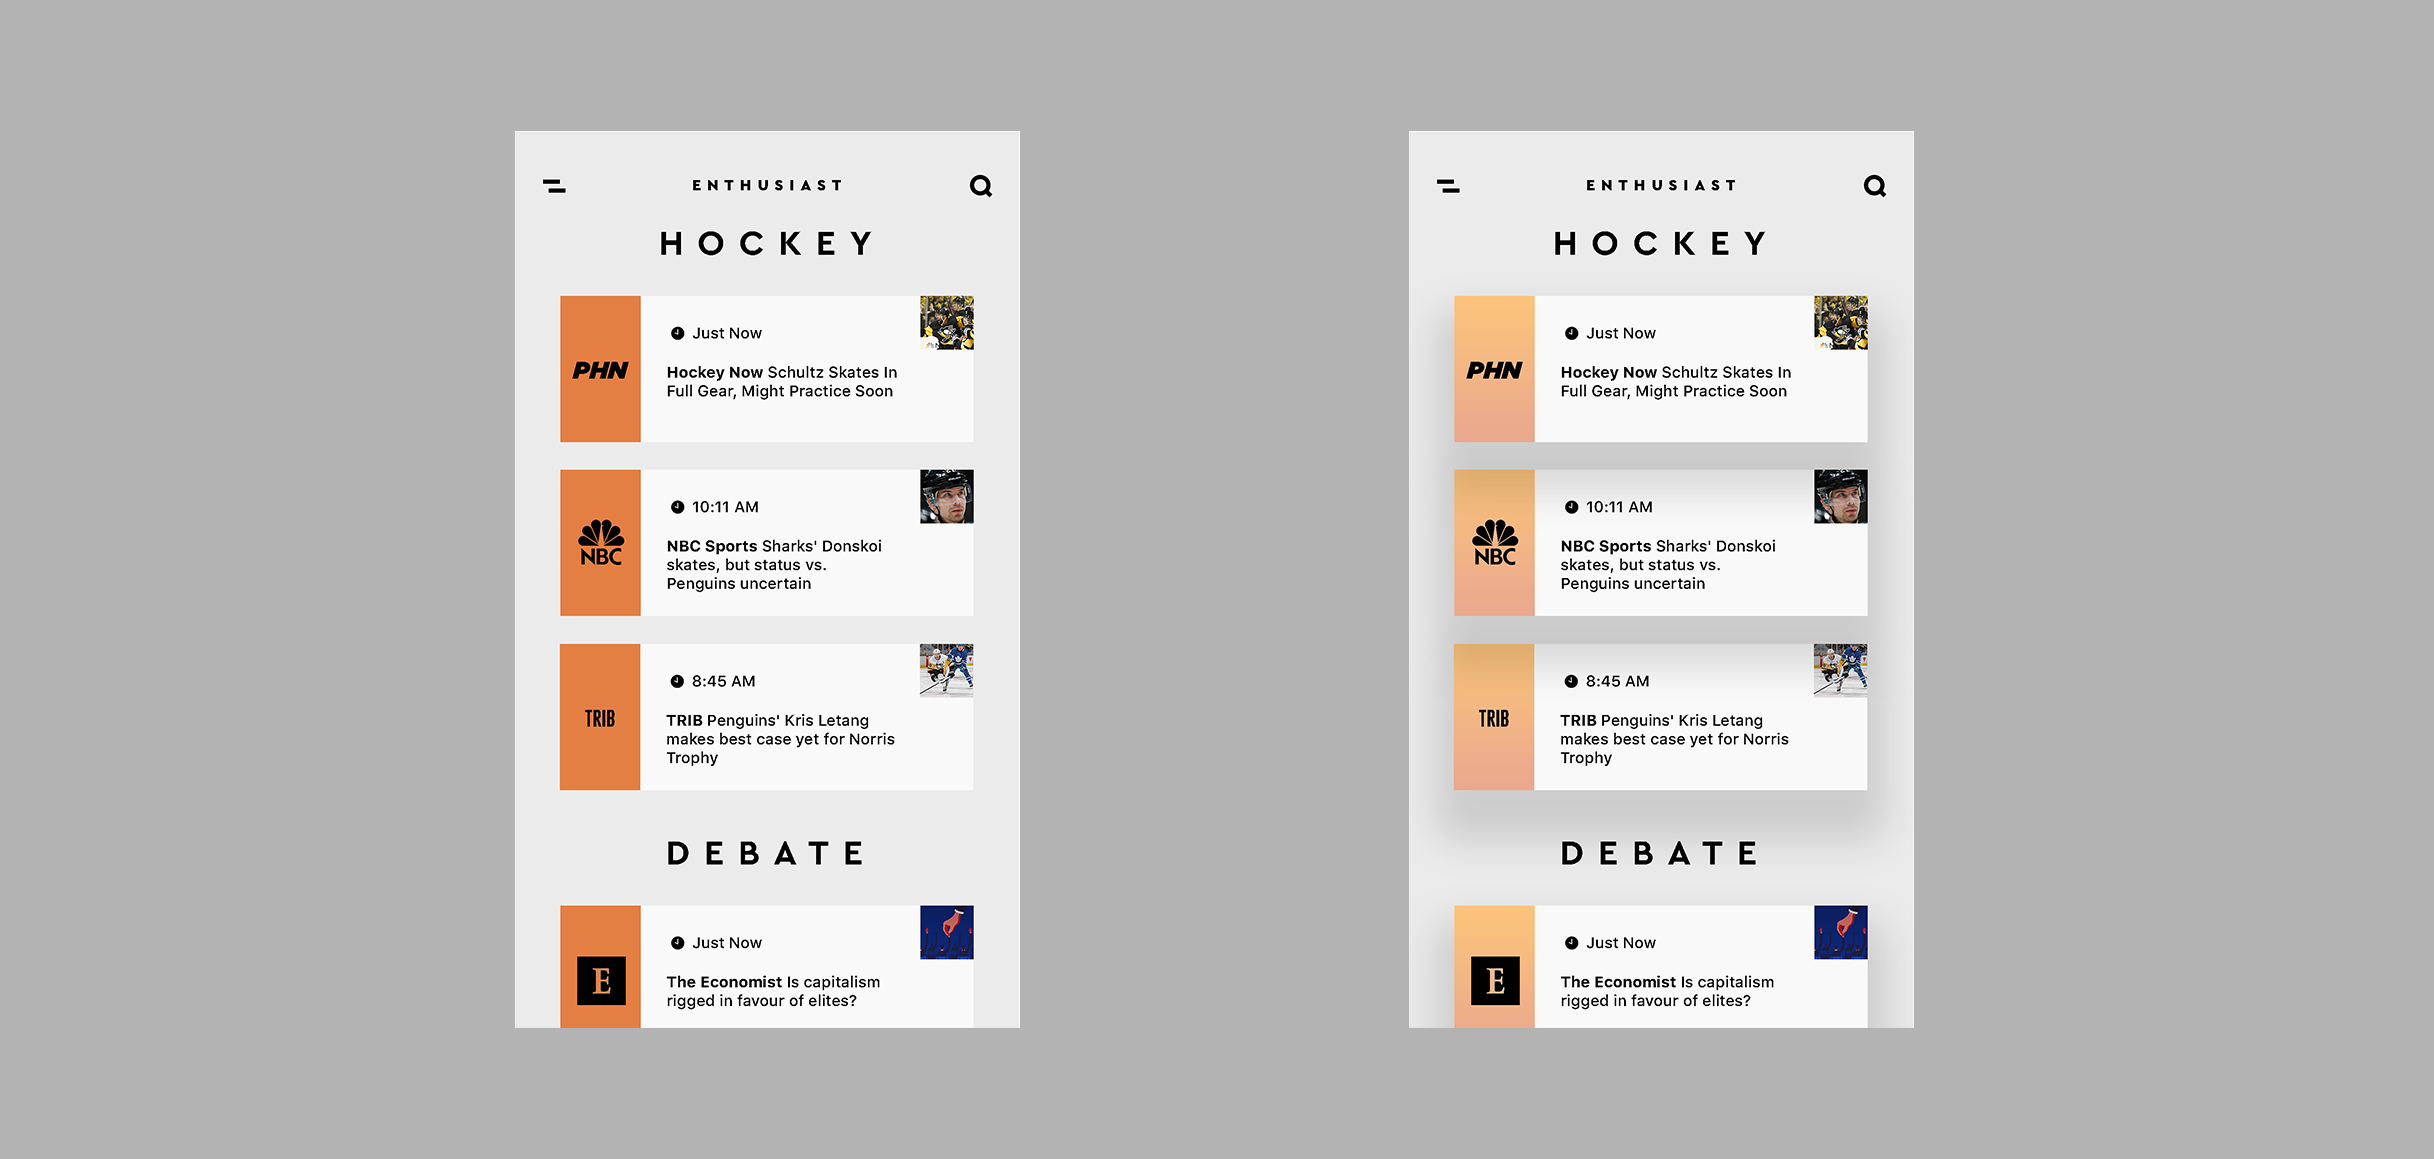 ENTHUSIAST
HOCKEY
Just Now
PHN
Hockey Now Schultz Skates In
Full Gear, Might Practice Soon
10:11 AM
NBC
NBC Sports Sharks' Donskoi
skates, but status vs.
Penguins uncertain
8:45 AM
TRIB
TRIB Penguins' Kris Letang
makes best case yet for Norris
Trophy
DEBATE
Just Now
E
The Economist Is capitalism
rigged in favour of elites?
ENTHUSIAST
HOCKEY
Just Now
PHN
Hockey Now Schultz Skates In
Full Gear, Might Practice Soon
10:11 AM
NBC
NBC Sports Sharks' Donskoi
skates, but status vs.
Penguins uncertain
8:45 AM
TRIB
TRIB Penguins' Kris Letang
makes best case yet for Norris
Trophy
DEBATE
Just Now
E
The Economist Is capitalism
rigged in favour of elites?